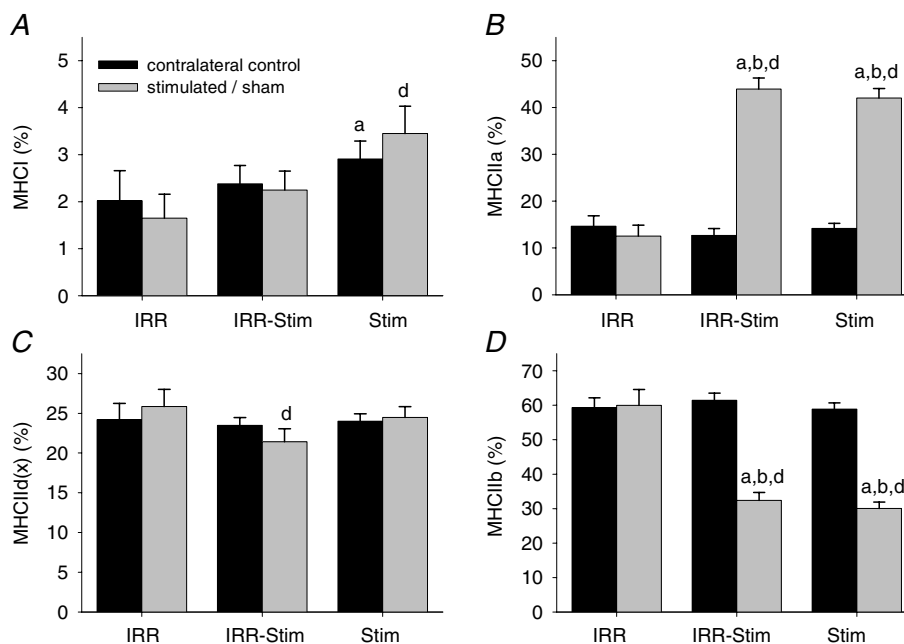 A
MHCI (%)
5
4
3
2
1
0
contralateral control
stimulated / sham
a
d
IRR
IRR-Stim
Stim
B
MHCIIa (%)
50
40
30
20
10
0
a,b,d
a,b,d
IRR
IRR-Stim
Stim
C
MHCIId(x) (%)
30
25
20
15
10
5
0
d
IRR
IRR-Stim
Stim
D
MHCIIb (%)
70
60
50
40
30
20
10
0
a,b,d
a,b,d
IRR
IRR-Stim
Stim